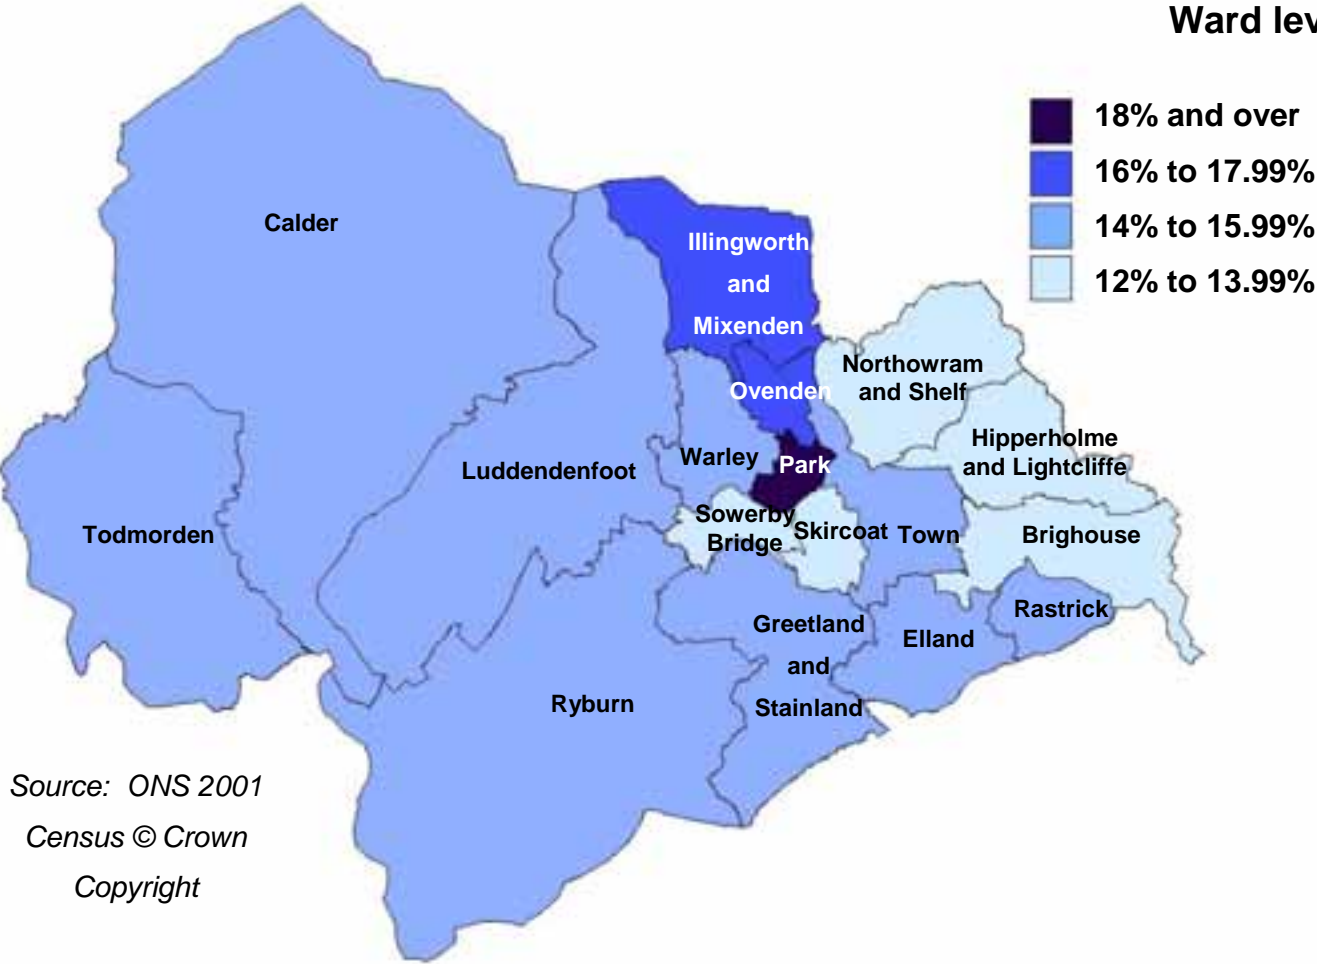 Ward lev
18% and over
16% to 17.99%
14% to 15.99%
12% to 13.99%
Calder
Illingworth
and
Mixenden
Northowram
and Shelf
Ovenden
Hipperholme
and Lightcliffe
Warley
Park
Luddendenfoot
Sowerby
Bridge
Skircoat
Town
Brighouse
Todmorden
Rastrick
Greetland
and
Stainland
Elland
Ryburn
Source: ONS 2001
Census © Crown
Copyright